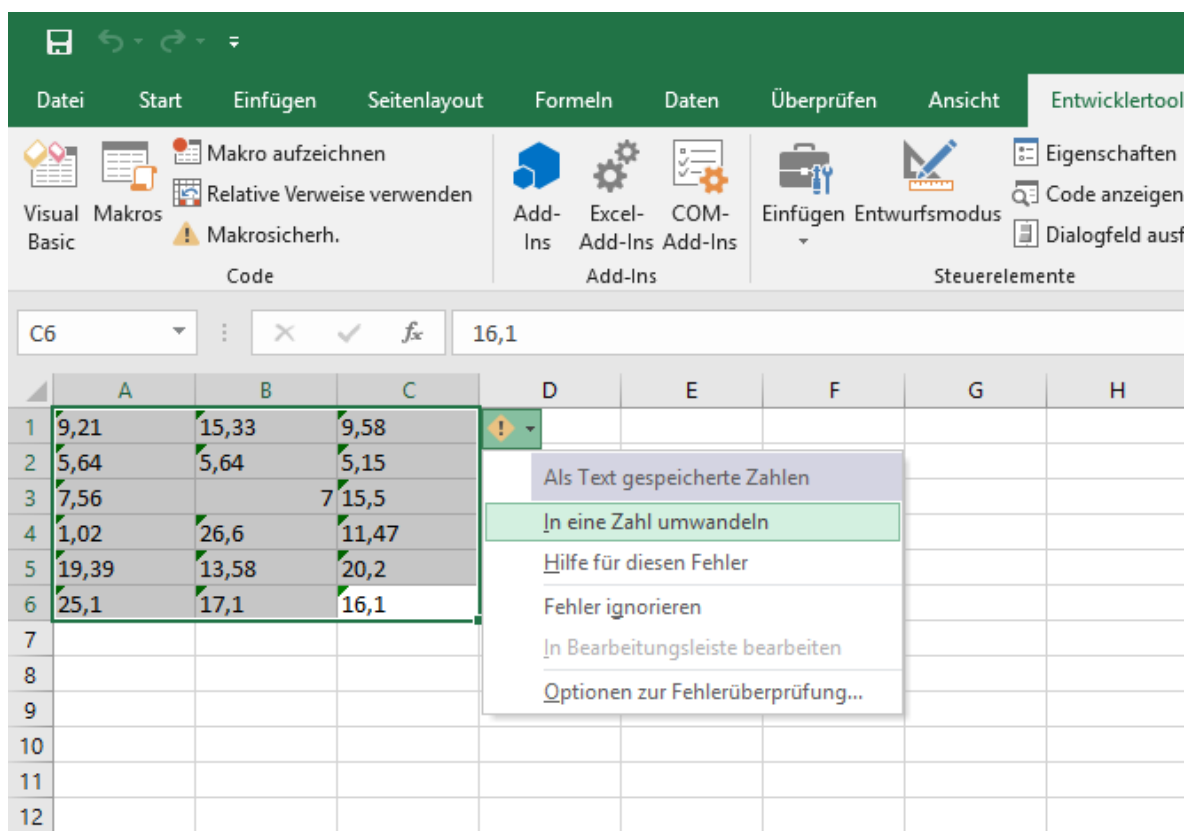 Datei Start Einfügen Seitenlayout Formeln Daten Überprüfen Ansicht Entwicklertool
Makro aufzeichnen
Relative Verweise verwenden
Makrosicherh.
Visual Basic
Makros
Code
Add-Ins
Excel-Add-Ins
COM-Add-Ins
Add-Ins
Einfügen
Entwurfsmodus
Eigenschaften
Code anzeigen
Dialogfeld ausf
Steuerelemente
C6 fx 16,1
A B C D E F G H
1 9,21 15,33 9,58
2 5,64 5,64 5,15
3 7,56 7 15,5
4 1,02 26,6 11,47
5 19,39 13,58 20,2
6 25,1 17,1 16,1
7
8
9
10
11
12
Als Text gespeicherte Zahlen
In eine Zahl umwandeln
Hilfe für diesen Fehler
Fehler ignorieren
In Bearbeitungsleiste bearbeiten
Optionen zur Fehlerüberprüfung...